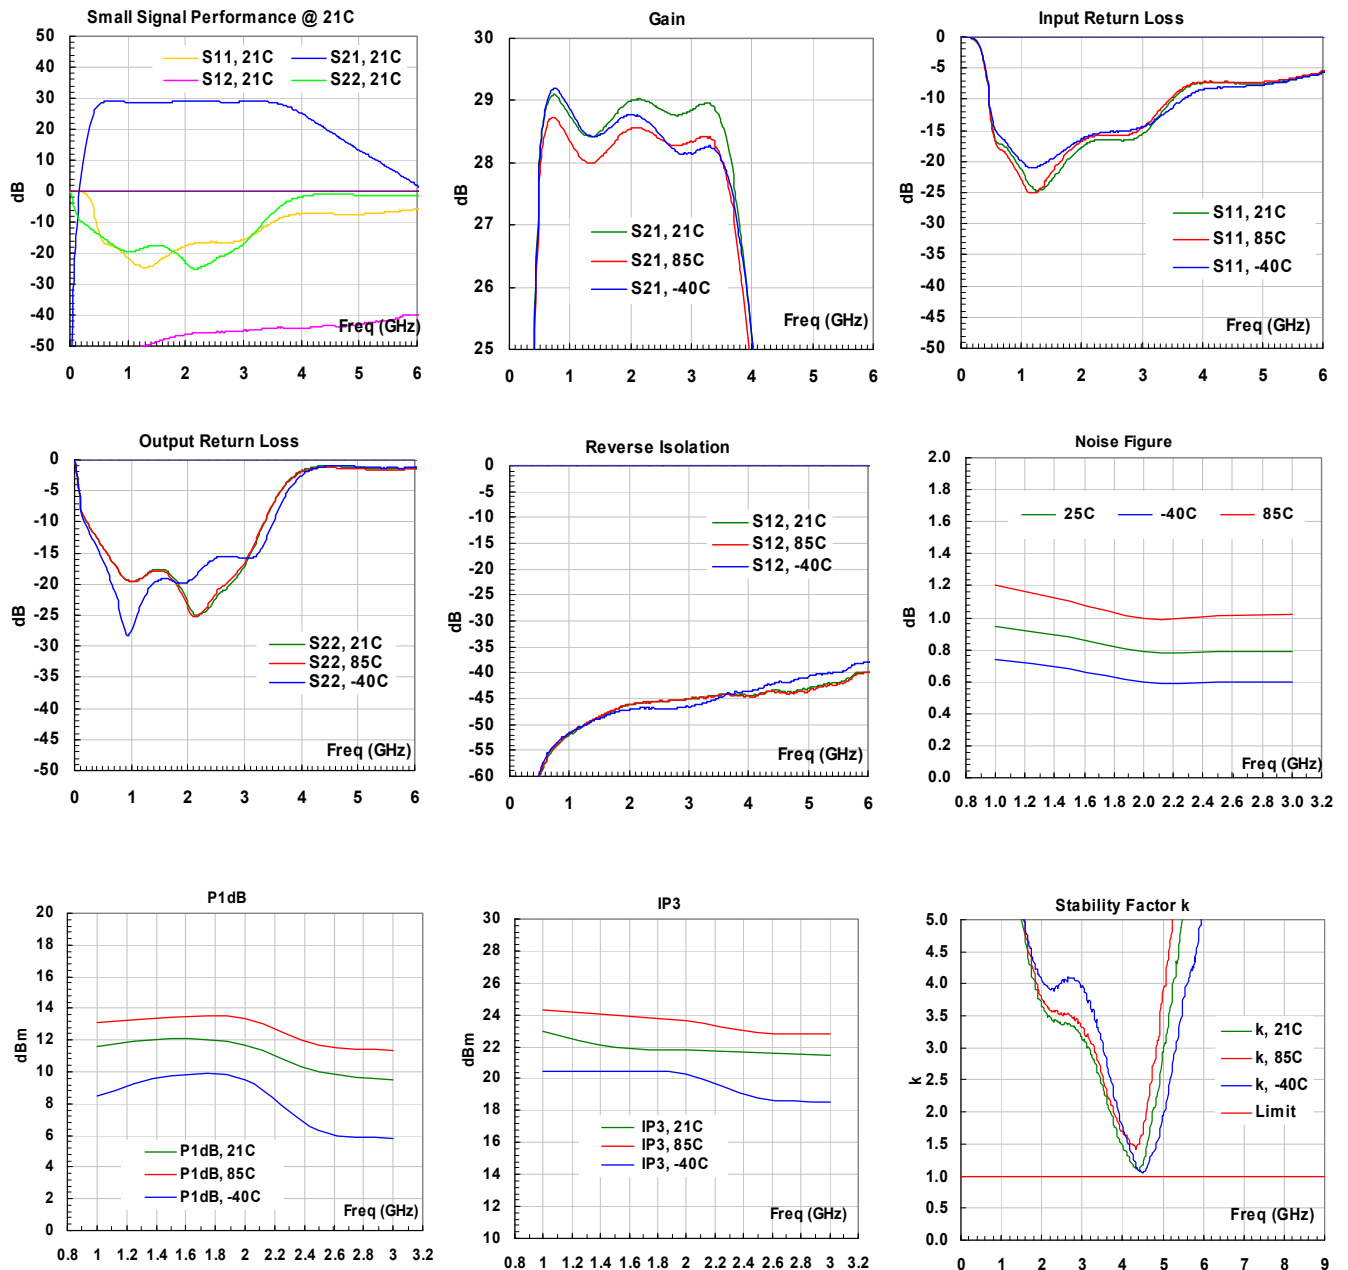 Small Signal Performance @ 21C
50
40
30
20
10
0
-10
-20
-30
-40
-50
dB
S11, 21C
S21, 21C
S12, 21C
S22, 21C
Freq (GHz)
0 1 2 3 4 5 6
Gain
30
29
28
27
26
25
dB
S21, 21C
S21, 85C
S21, -40C
Freq (GHz)
0 1 2 3 4 5 6
Input Return Loss
0
-5
-10
-15
-20
-25
-30
-35
-40
-45
-50
dB
S11, 21C
S11, 85C
S11, -40C
Freq (GHz)
0 1 2 3 4 5 6
Output Return Loss
0
-5
-10
-15
-20
-25
-30
-35
-40
-45
-50
dB
S22, 21C
S22, 85C
S22, -40C
Freq (GHz)
0 1 2 3 4 5 6
Reverse Isolation
0
-5
-10
-15
-20
-25
-30
-35
-40
-45
-50
-55
-60
dB
S12, 21C
S12, 85C
S12, -40C
Freq (GHz)
0 1 2 3 4 5 6
Noise Figure
2.0
1.8
1.6
1.4
1.2
1.0
0.8
0.6
0.4
0.2
0.0
dB
25C
-40C
85C
Freq (GHz)
0.8 1.0 1.2 1.4 1.6 1.8 2.0 2.2 2.4 2.6 2.8 3.0 3.2
P1dB
20
18
16
14
12
10
8
6
4
2
0
dBm
P1dB, 21C
P1dB, 85C
P1dB, -40C
Freq (GHz)
0.8 1 1.2 1.4 1.6 1.8 2 2.2 2.4 2.6 2.8 3 3.2
IP3
30
28
26
24
22
20
18
16
14
12
10
dBm
IP3, 21C
IP3, 85C
IP3, -40C
Freq (GHz)
0.8 1 1.2 1.4 1.6 1.8 2 2.2 2.4 2.6 2.8 3 3.2
Stability Factor k
5.0
4.5
4.0
3.5
3.0
2.5
2.0
1.5
1.0
0.5
0.0
k
k, 21C
k, 85C
k, -40C
Limit
Freq (GHz)
0 1 2 3 4 5 6 7 8 9